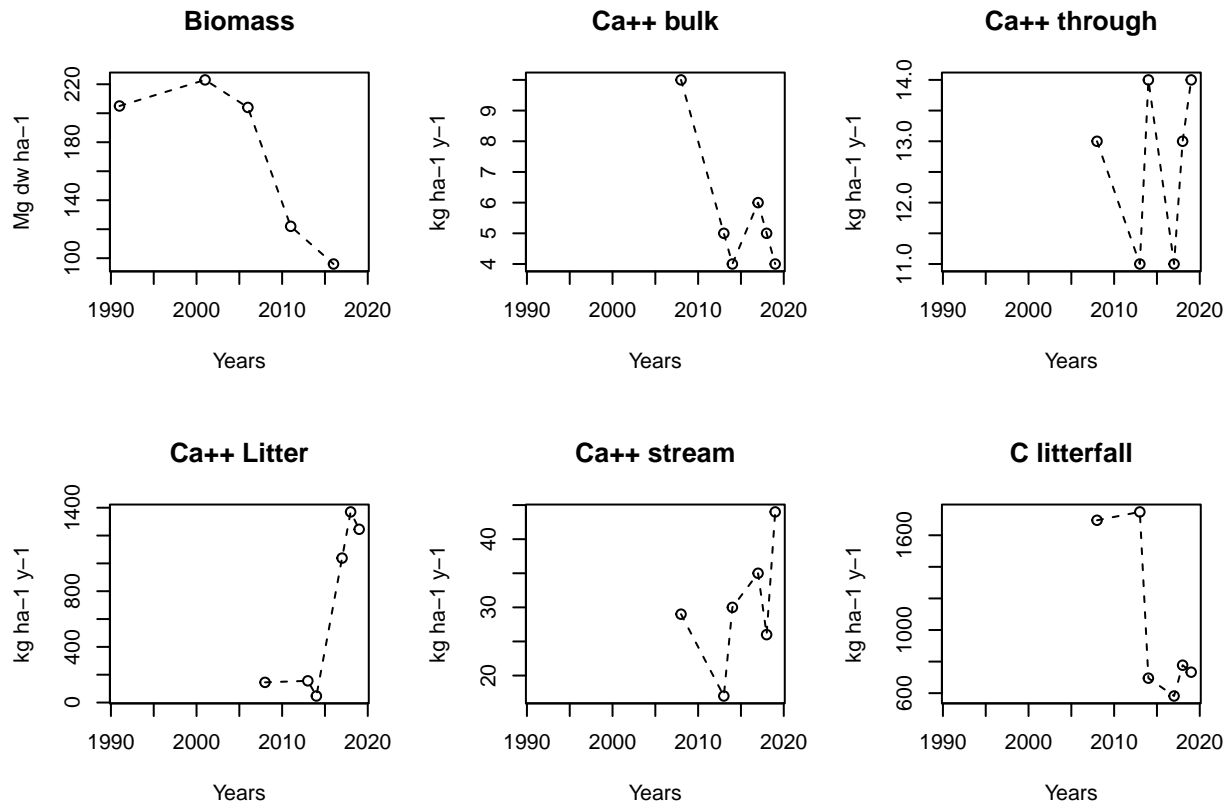 Biomass
Mg dw ha−1
220
180
140
100
1990 2000 2010 2020
Years
Ca++ bulk
kg ha−1 y−1
9
8
7
6
5
4
1990 2000 2010 2020
Years
Ca++ through
kg ha−1 y−1
14.0
13.0
12.0
11.0
1990 2000 2010 2020
Years
Ca++ Litter
kg ha−1 y−1
1400
800
400
0
1990 2000 2010 2020
Years
Ca++ stream
kg ha−1 y−1
40
30
20
1990 2000 2010 2020
Years
C litterfall
kg ha−1 y−1
1600
1000
600
1990 2000 2010 2020
Years